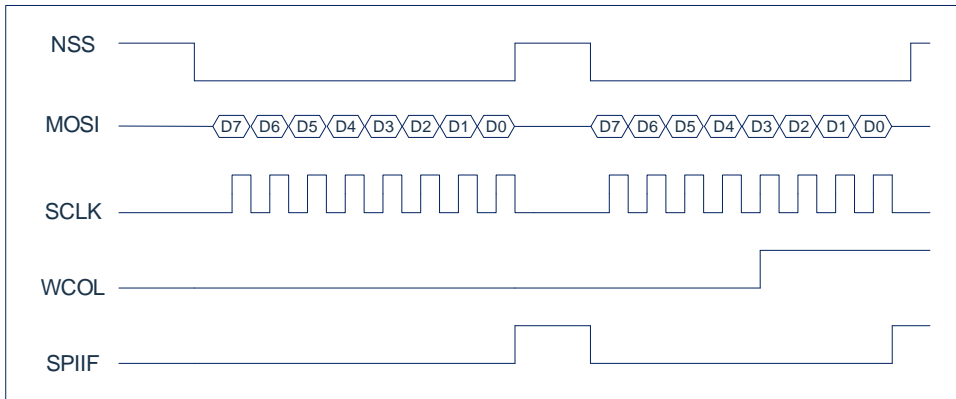 NSS
MOSI D7 D6 D5 D4 D3 D2 D1 D0 D7 D6 D5 D4 D3 D2 D1 D0
SCLK
WCOL
SPIIF